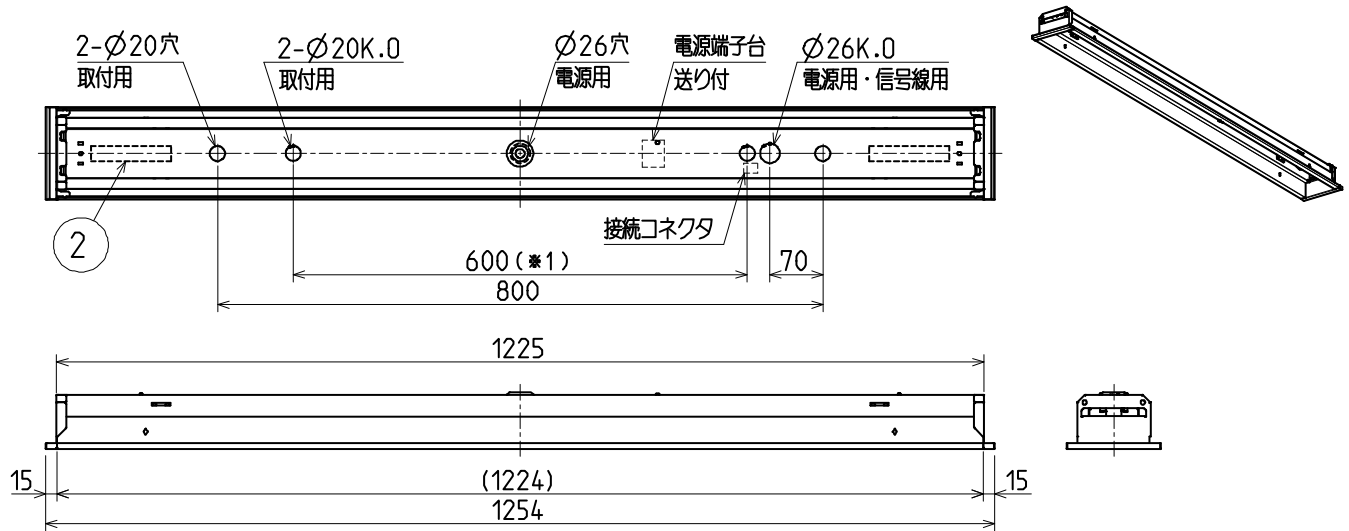 2-Ø20穴
取付用
2-Ø20K.O
取付用
Ø26穴
電源用
電源端子台
送り付
Ø26K.O
電源用・信号線用
2
接続コネクタ
600(※1)
70
800
1225
15
(1224)
15
1254